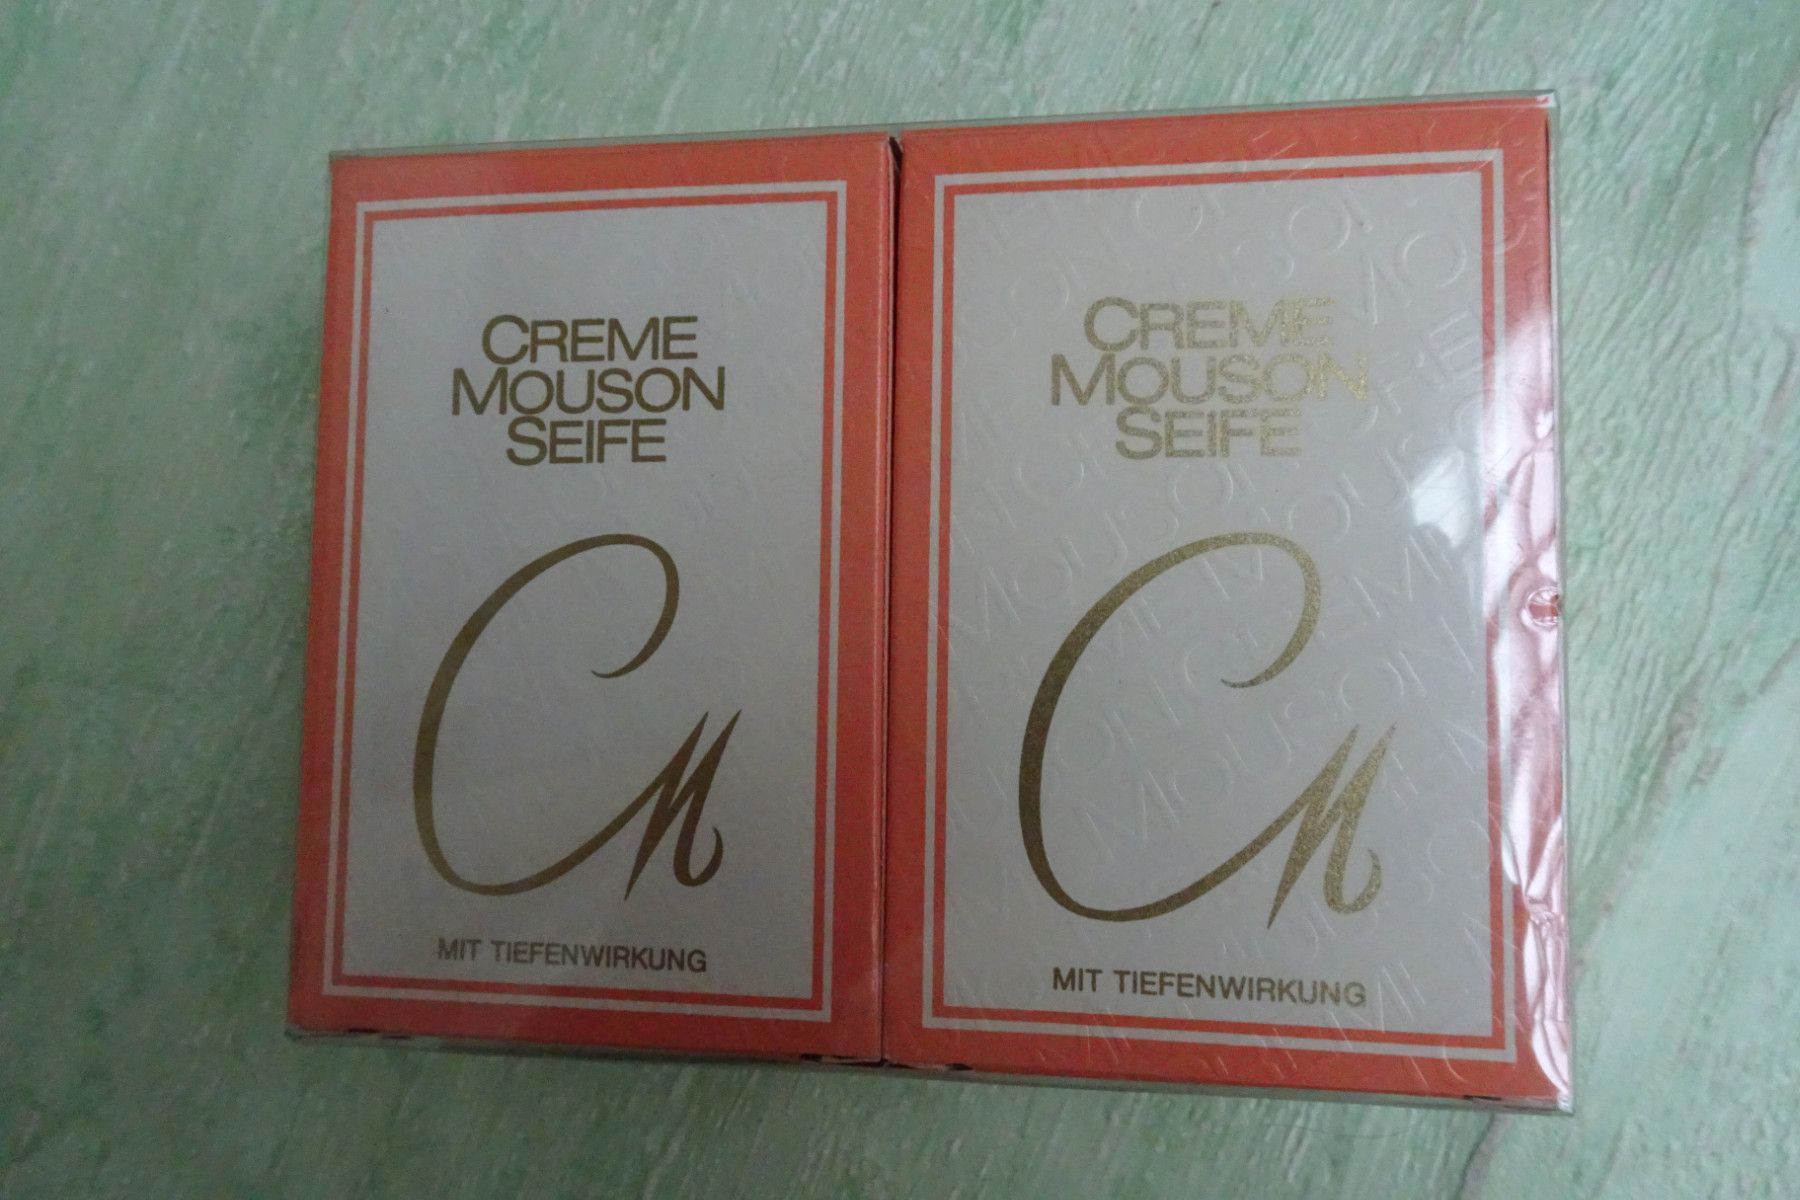 CREME
MOUSON
SEIFE
CM
MIT TIEFENWIRKUNG
CREME
MOUSON
SEIFE
CM
MIT TIEFENWIRKUNG